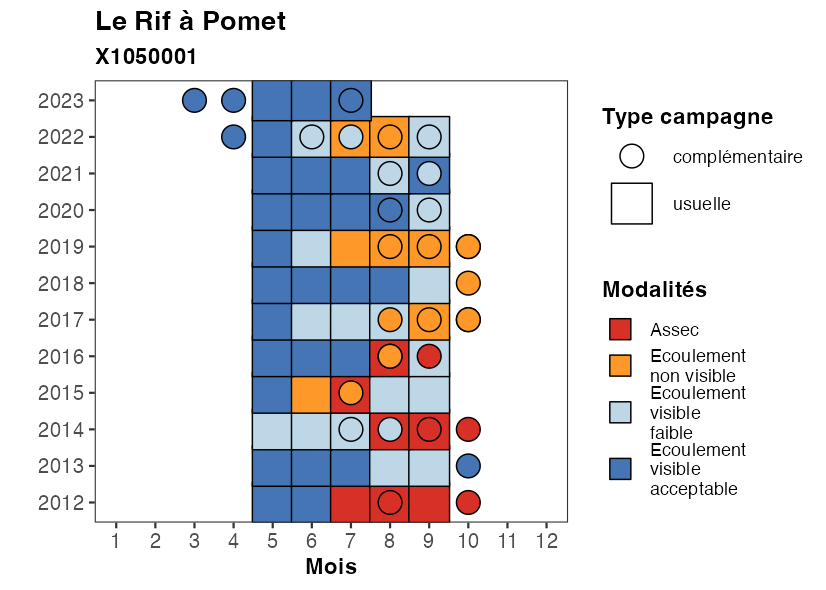 Le Rif à Pomet
X1050001
2023
2022
2021
2020
2019
2018
2017
2016
2015
2014
2013
2012
1 2 3 4 5 6 7 8 9 10 11 12
Mois
Type campagne
complémentaire
usuelle
Modalités
Assec
Ecoulement
non visible
Ecoulement
visible
faible
Ecoulement
visible
acceptable